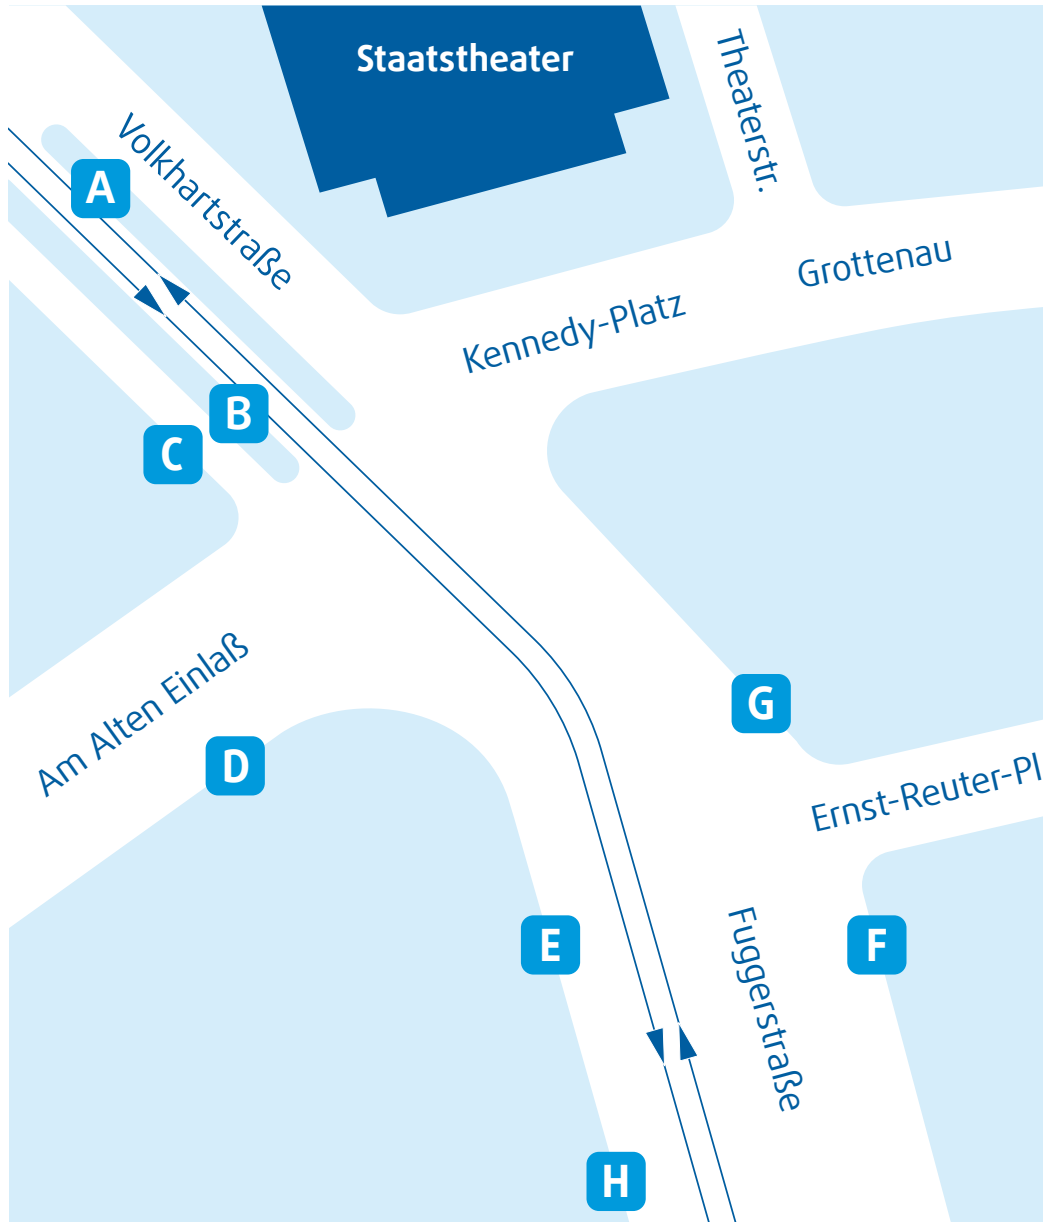 Staatstheater
Theaterstr.
Volkhartstraße
A
Grottenau
Kennedy-Platz
B
C
Am Alten Einlaß
G
D
Ernst-Reuter-Pl
E
Fuggerstraße
F
H